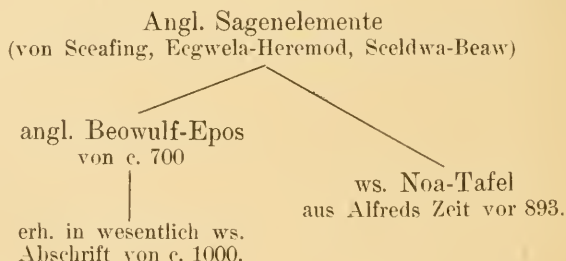 Angl. Sagenelemente
(von Sceafing, Ecgwela-Heremod, Sceldwa-Beaw)
angl. Beowulf-Epos
von c. 700
ws. Noa-Tafel
aus Alfreds Zeit vor 893.
erh. in wesentlich ws.
Abschrift von c. 1000.